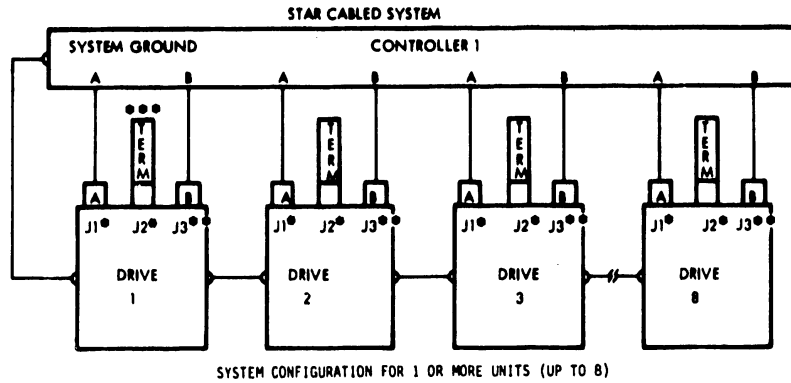 STAR CABLED SYSTEM
SYSTEM GROUND CONTROLLER 1
A B A B A B A B
***
TERM TERM TERM TERM
A B A B A B A B
J1* J2* J3** J1* J2* J3** J1* J2* J3** J1* J2* J3**
DRIVE DRIVE DRIVE DRIVE
1 2 3 8
SYSTEM CONFIGURATION FOR 1 OR MORE UNITS (UP TO 8)